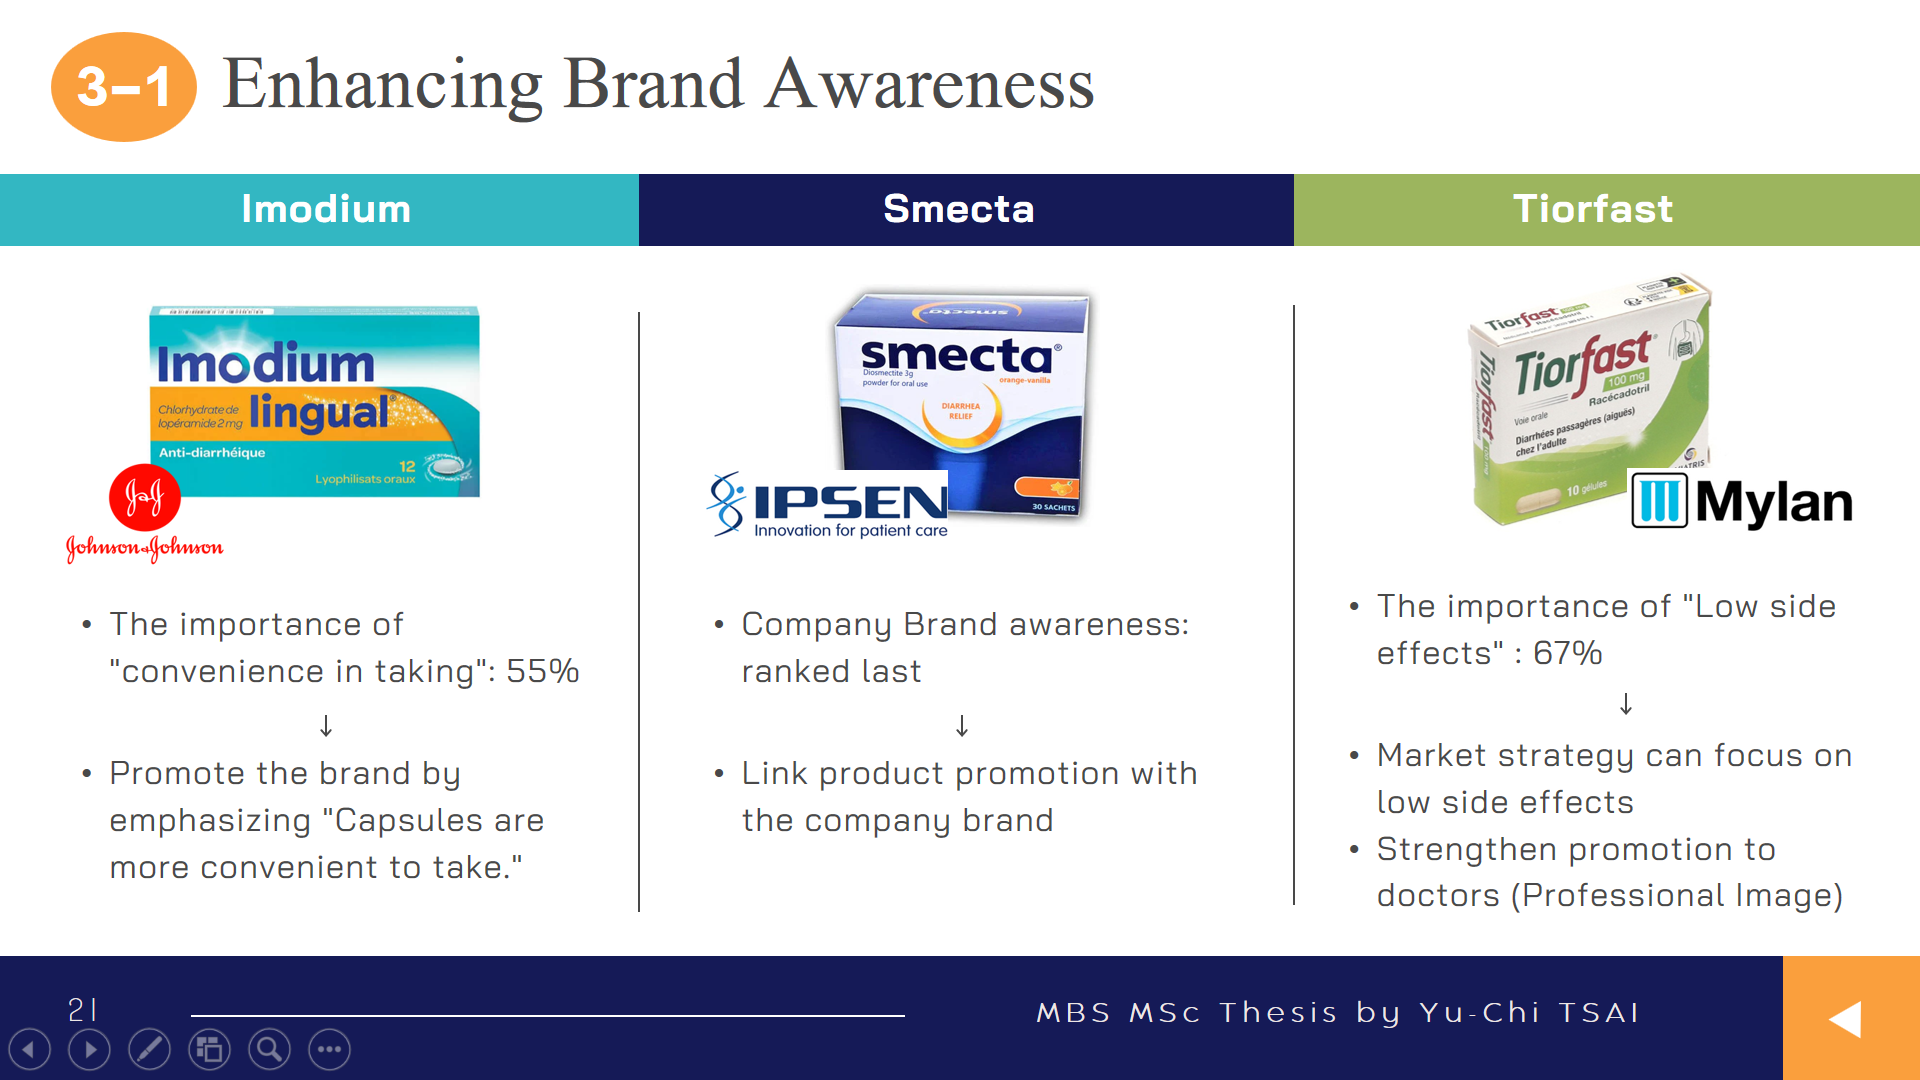 3–1
Enhancing Brand Awareness
Imodium
Smecta
Tiorfast
Imodium
lingual
Chlorhydrate de
lopéramide 2 mg
Anti-diarrhéique
12
Lyophilisats oraux
J&J
Johnson&Johnson
• The importance of
"convenience in taking": 55%
↓
• Promote the brand by
emphasizing "Capsules are
more convenient to take."
smecta
smecta®
Diosmectite 3g
powder for oral use
orange-vanilla
DIARRHEA
RELIEF
30 SACHETS
IPSEN
Innovation for patient care
• Company Brand awareness:
ranked last
↓
• Link product promotion with
the company brand
Tiorfast 100 mg
Racécadotril
Tiorfast
Tiorfast®
100 mg
Racécadotril
Voie orale
Diarrhées passagères (aiguës)
chez l'adulte
10 gélules
Mylan
• The importance of "Low side
effects" : 67%
↓
• Market strategy can focus on
low side effects
• Strengthen promotion to
doctors (Professional Image)
21
MBS MSc Thesis by Yu-Chi TSAI